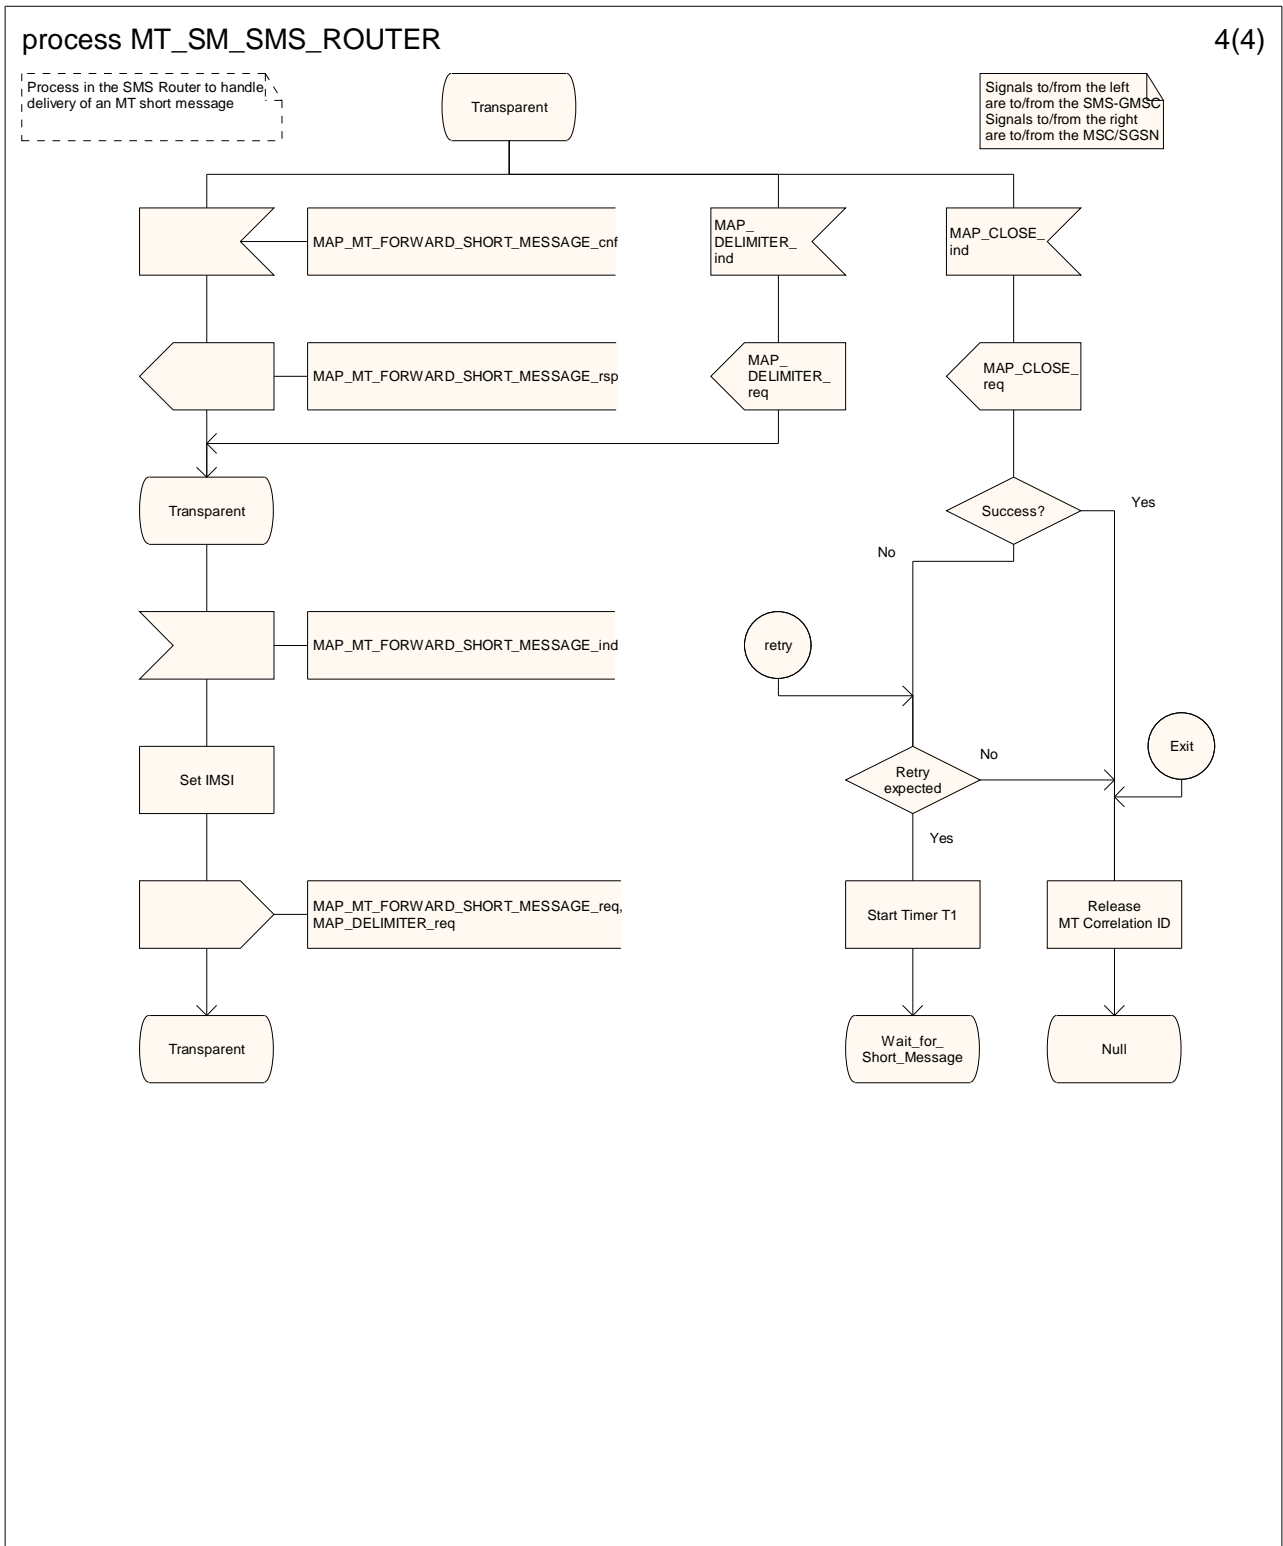 process MT_SM_SMS_ROUTER
4(4)
Process in the SMS Router to handle
delivery of an MT short message
Transparent
Signals to/from the left
are to/from the SMS-GMSC
Signals to/from the right
are to/from the MSC/SGSN
MAP_MT_FORWARD_SHORT_MESSAGE_cnf
MAP_
DELIMITER_
ind
MAP_CLOSE_
ind
MAP_MT_FORWARD_SHORT_MESSAGE_rsp
MAP_
DELIMITER_
req
MAP_CLOSE_
req
Transparent
Success?
Yes
No
MAP_MT_FORWARD_SHORT_MESSAGE_ind
retry
Set IMSI
Retry
expected
No
Exit
Yes
MAP_MT_FORWARD_SHORT_MESSAGE_req,
MAP_DELIMITER_req
Start Timer T1
Release
MT Correlation ID
Transparent
Wait_for_
Short_Message
Null